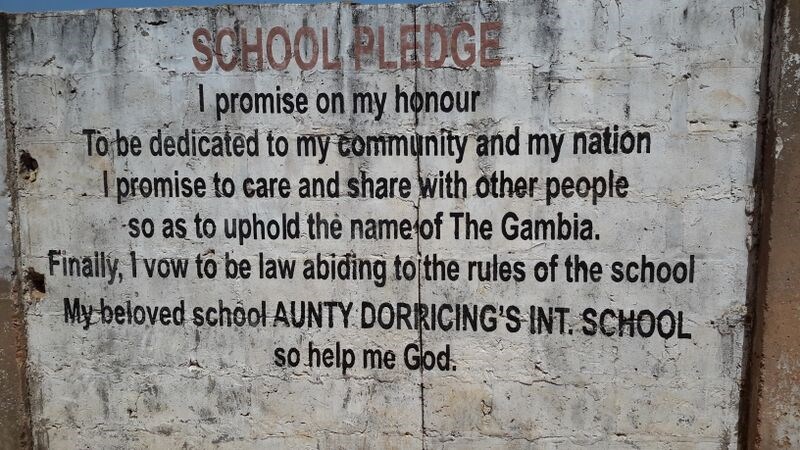 SCHOOL PLEDGE
I promise on my honour
To be dedicated to my community and my nation
I promise to care and share with other people
so as to uphold the name of The Gambia.
Finally, I vow to be law abiding to the rules of the school
My beloved school AUNTY DORRICING'S INT. SCHOOL
so help me God.